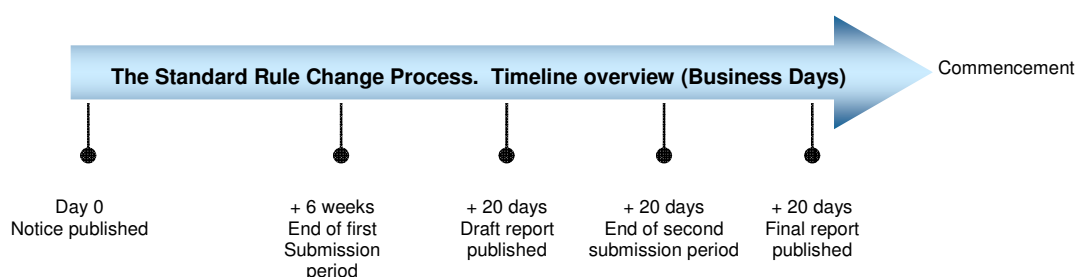 The Standard Rule Change Process. Timeline overview (Business Days)
Commencement
Day 0
Notice published
+ 6 weeks
End of first
Submission
period
+ 20 days
Draft report
published
+ 20 days
End of second
submission period
+ 20 days
Final report
published